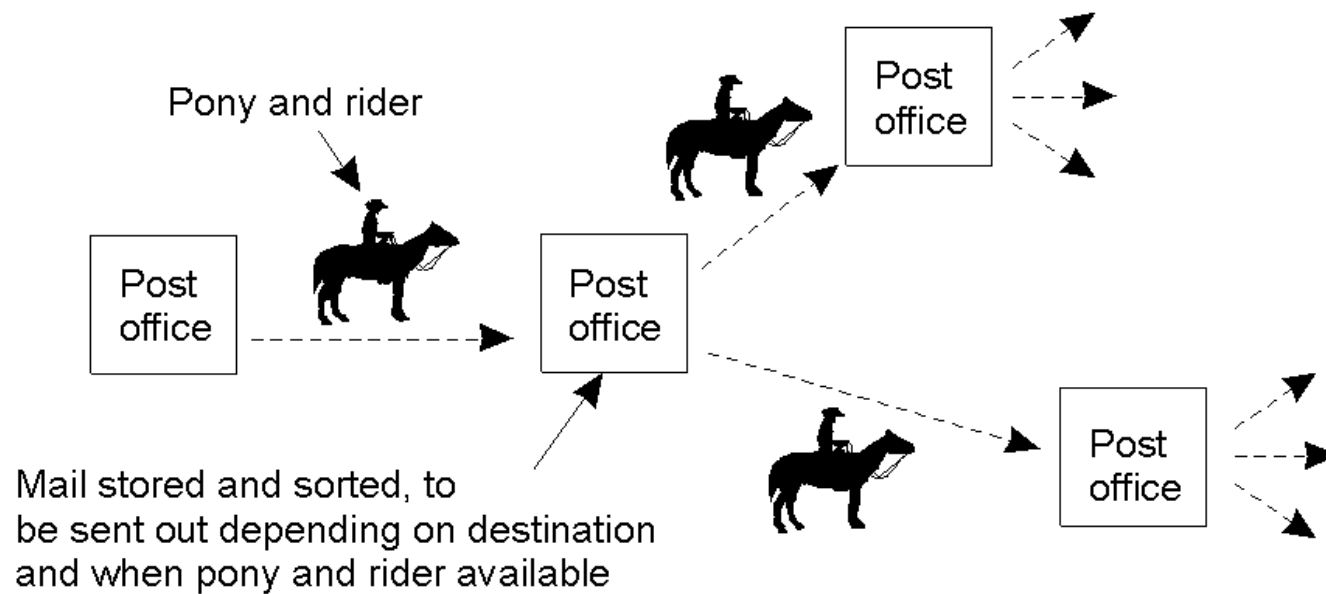 Post
office
Pony and rider
Post
office
Post
office
Post
office
Mail stored and sorted, to
be sent out depending on destination
and when pony and rider available